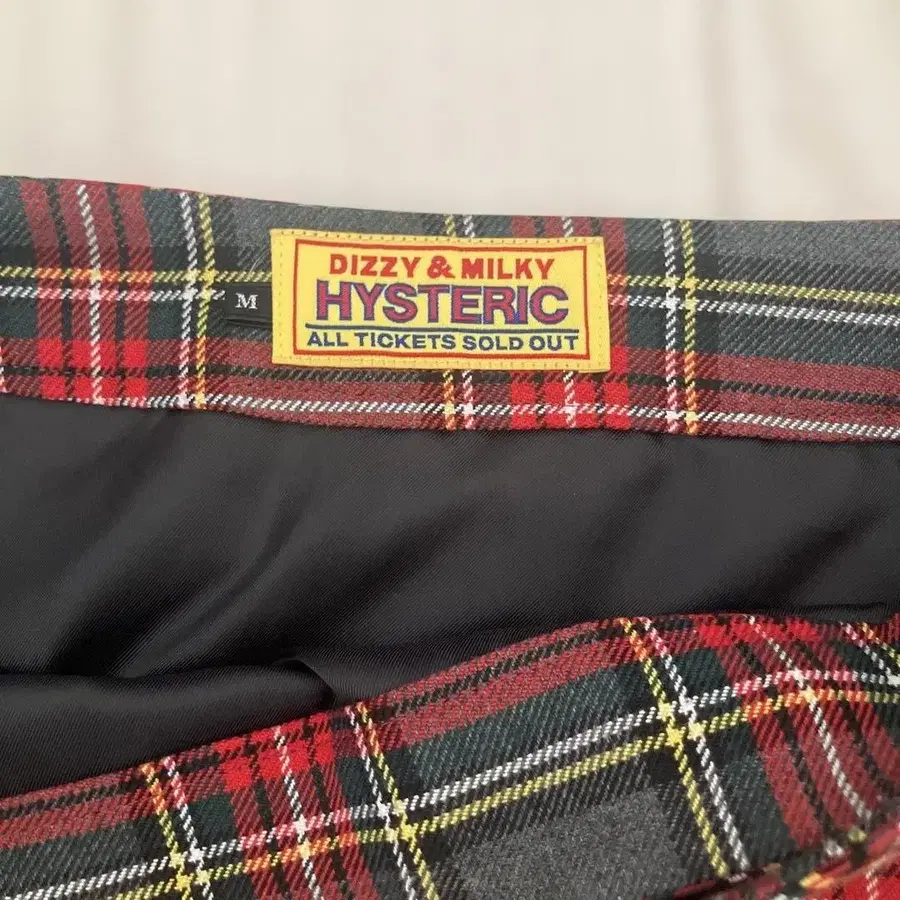 M
DIZZY & MILKY
HYSTERIC
ALL TICKETS SOLD OUT